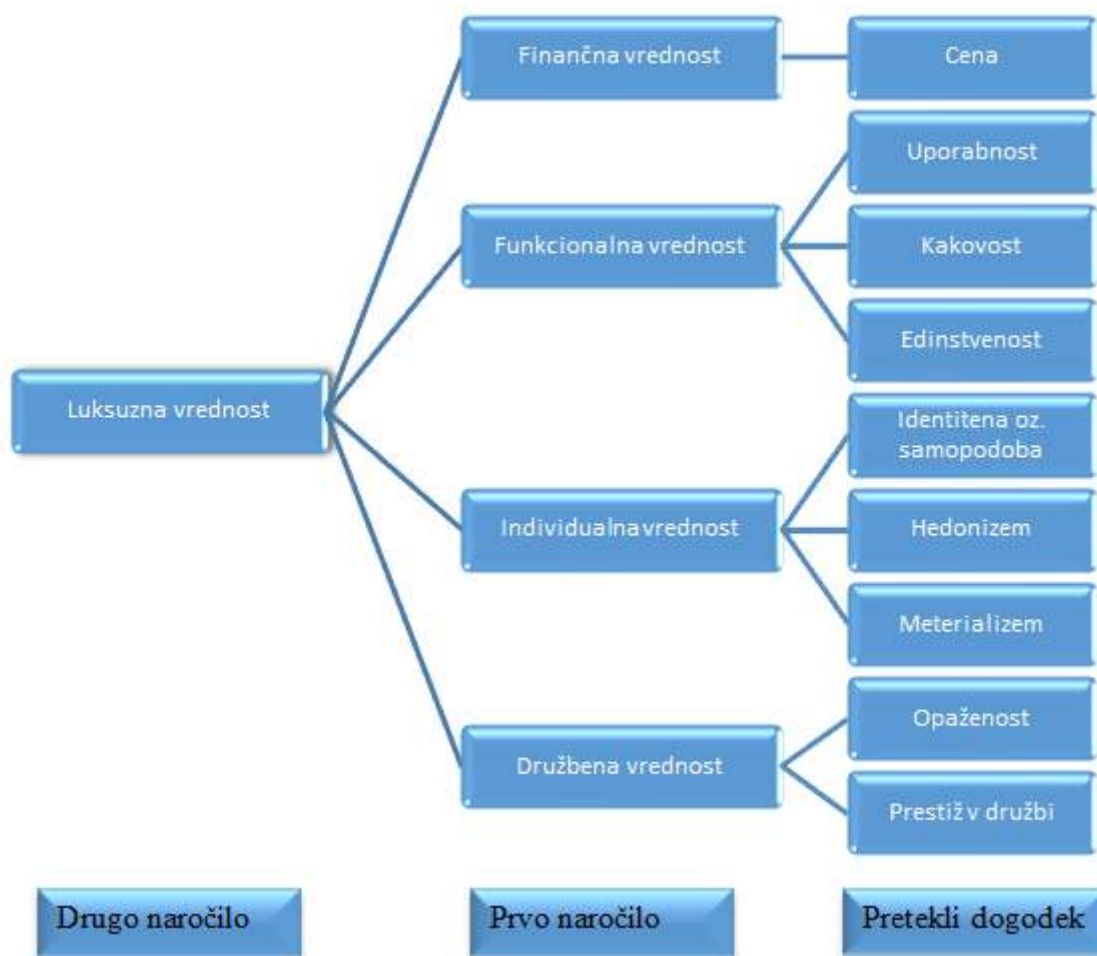 Finančna vrednost
Cena
Uporabnost
Funkcionalna vrednost
Kakovost
Edinstvenost
Luksuzna vrednost
Identitena oz.
samopodoba
Individualna vrednost
Hedonizem
Meterializem
Opaženost
Družbena vrednost
Prestiž v družbi
Drugo naročilo
Prvo naročilo
Pretekli dogodek